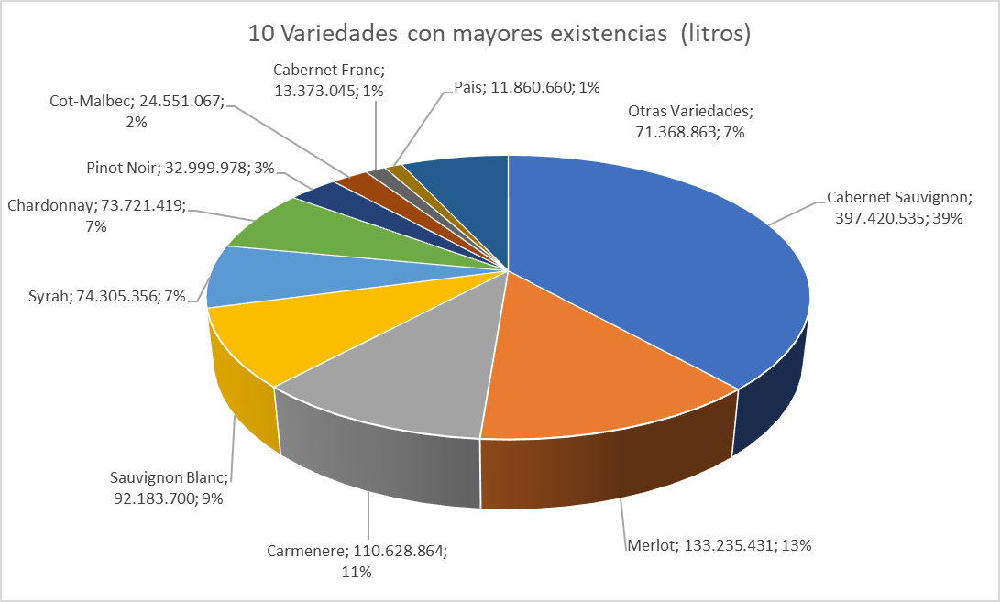 10 Variedades con mayores existencias (litros)
Cabernet Franc;
13.373.045; 1%
Pais; 11.860.660; 1%
Cot-Malbec; 24.551.067;
2%
Otras Variedades;
71.368.863; 7%
Pinot Noir; 32.999.978; 3%
Chardonnay; 73.721.419;
7%
Cabernet Sauvignon;
397.420.535; 39%
Syrah; 74.305.356; 7%
Sauvignon Blanc;
92.183.700; 9%
Carmenere; 110.628.864;
11%
Merlot; 133.235.431; 13%